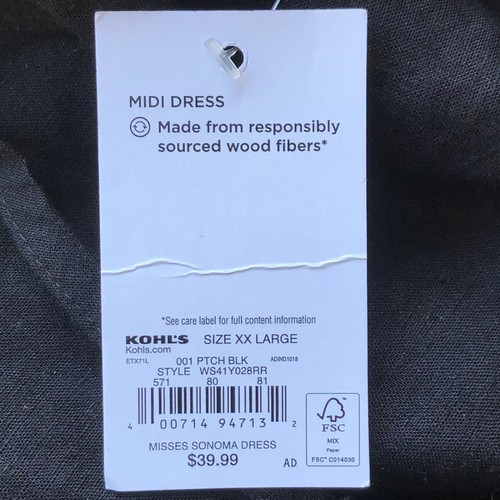 MIDI DRESS
Made from responsibly
sourced wood fibers*
*See care label for full content information
KOHL'S SIZE XX LARGE
Kohls.com
ETX71L 001 PTCH BLK ADIND1018
STYLE WS41Y028RR
571 80 81
4 00714 94713 2
MISSES SONOMA DRESS
$39.99 AD
FSC
MIX
Paper
FSC™ C014030